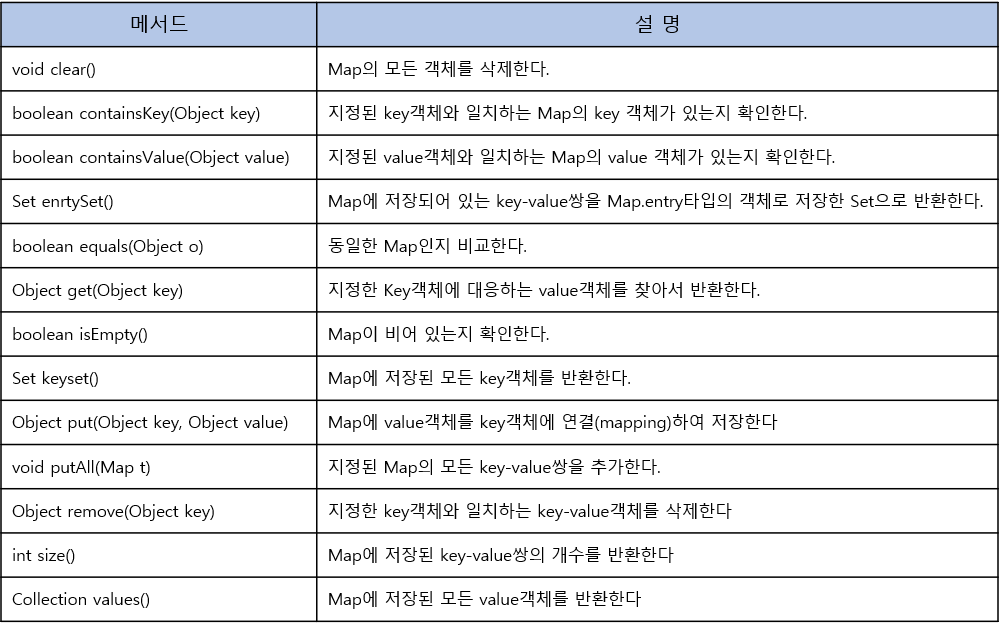 메서드 설 명
void clear() Map의 모든 객체를 삭제한다.
boolean containsKey(Object key) 지정된 key객체와 일치하는 Map의 key 객체가 있는지 확인한다.
boolean containsValue(Object value) 지정된 value객체와 일치하는 Map의 value 객체가 있는지 확인한다.
Set enrtySet() Map에 저장되어 있는 key-value쌍을 Map.entry타입의 객체로 저장한 Set으로 반환한다.
boolean equals(Object o) 동일한 Map인지 비교한다.
Object get(Object key) 지정한 Key객체에 대응하는 value객체를 찾아서 반환한다.
boolean isEmpty() Map이 비어 있는지 확인한다.
Set keyset() Map에 저장된 모든 key객체를 반환한다.
Object put(Object key, Object value) Map에 value객체를 key객체에 연결(mapping)하여 저장한다
void putAll(Map t) 지정된 Map의 모든 key-value쌍을 추가한다.
Object remove(Object key) 지정한 key객체와 일치하는 key-value객체를 삭제한다
int size() Map에 저장된 key-value쌍의 개수를 반환한다
Collection values() Map에 저장된 모든 value객체를 반환한다